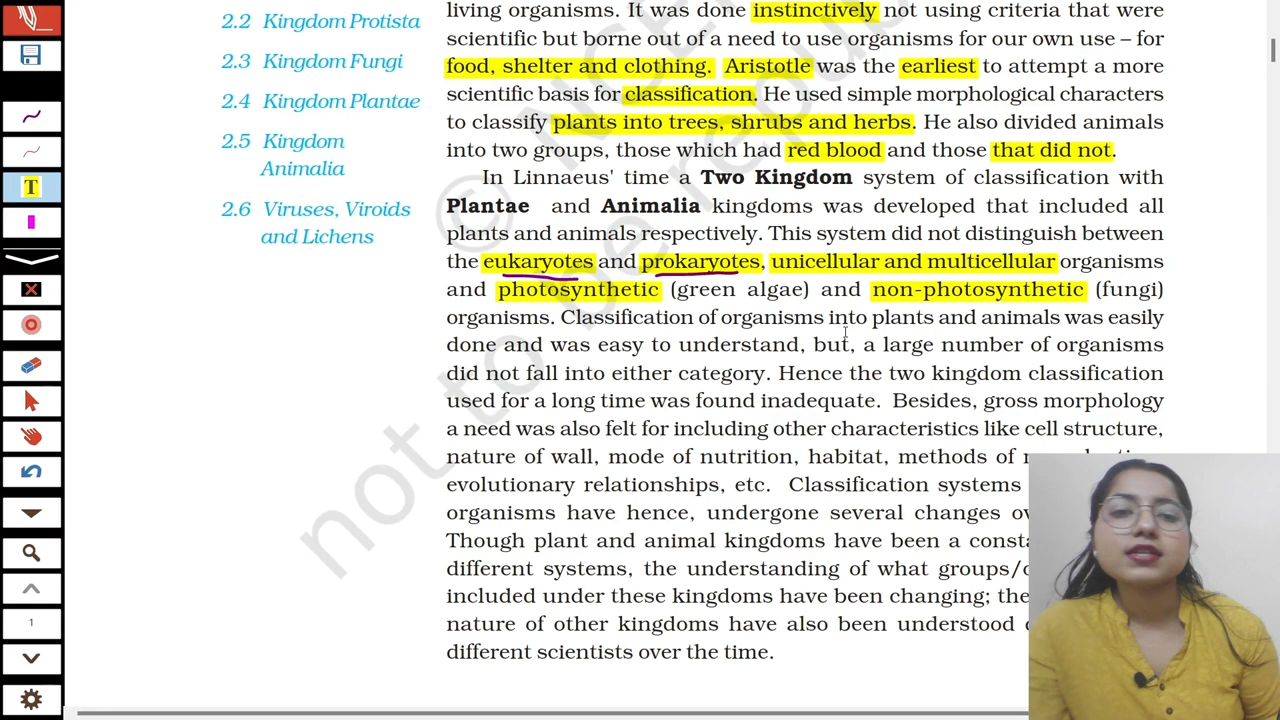 2.2 Kingdom Protista
2.3 Kingdom Fungi
2.4 Kingdom Plantae
2.5 Kingdom
Animalia
2.6 Viruses, Viroids
and Lichens
living organisms. It was done instinctively not using criteria that were
scientific but borne out of a need to use organisms for our own use – for
food, shelter and clothing. Aristotle was the earliest to attempt a more
scientific basis for classification. He used simple morphological characters
to classify plants into trees, shrubs and herbs. He also divided animals
into two groups, those which had red blood and those that did not.
In Linnaeus' time a Two Kingdom system of classification with
Plantae and Animalia kingdoms was developed that included all
plants and animals respectively. This system did not distinguish between
the eukaryotes and prokaryotes, unicellular and multicellular organisms
and photosynthetic (green algae) and non-photosynthetic (fungi)
organisms. Classification of organisms into plants and animals was easily
done and was easy to understand, but, a large number of organisms
did not fall into either category. Hence the two kingdom classification
used for a long time was found inadequate. Besides, gross morphology
a need was also felt for including other characteristics like cell structure,
nature of wall, mode of nutrition, habitat, methods of
evolutionary relationships, etc. Classification systems
organisms have hence, undergone several changes
Though plant and animal kingdoms have been a
different systems, the understanding of what
included under these kingdoms have been changing;
nature of other kingdoms have also been understood
different scientists over the time.
© NCE
not to be repu
T
1